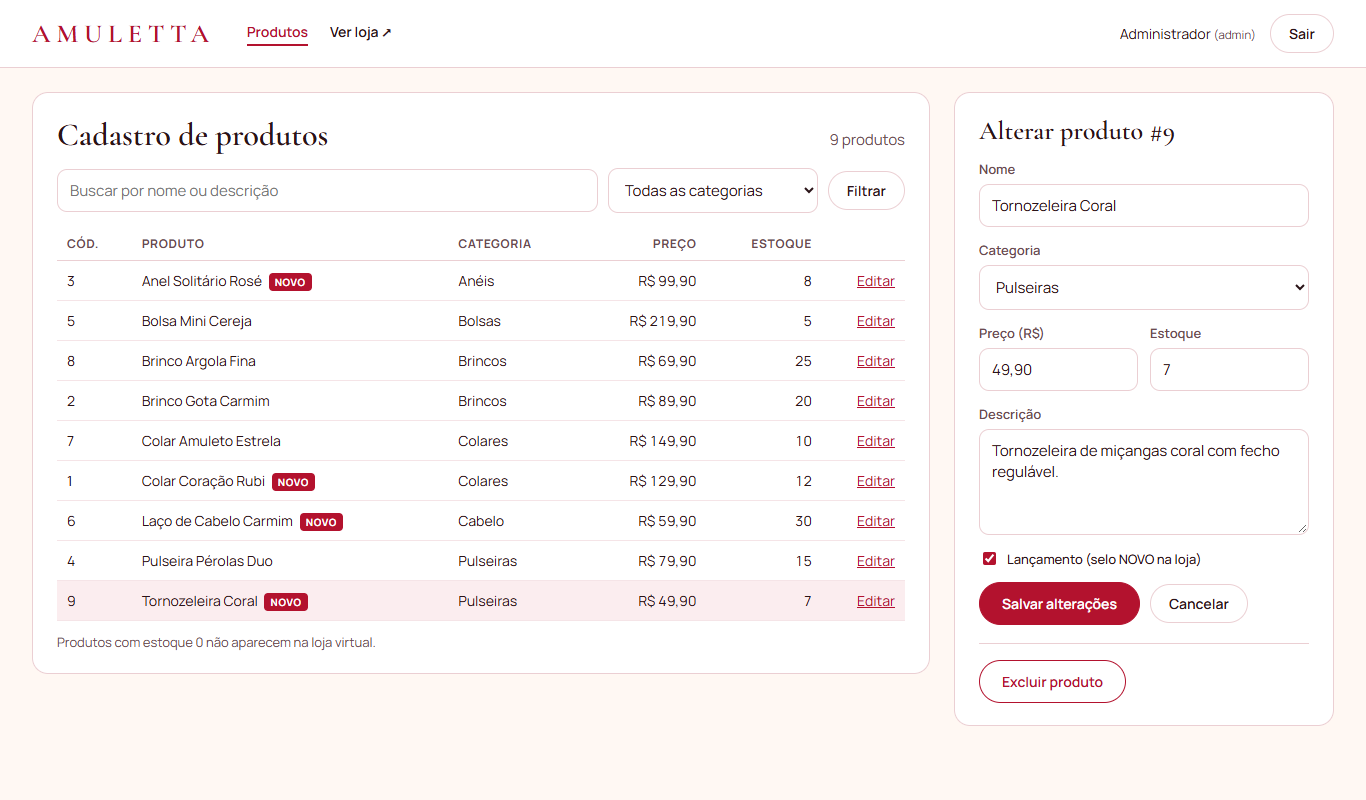 AMULETTA Produtos Ver loja ↗ Administrador (admin) Sair
Cadastro de produtos
9 produtos
Buscar por nome ou descrição Todas as categorias Filtrar
CÓD. PRODUTO CATEGORIA PREÇO ESTOQUE
3 Anel Solitário Rosé NOVO Anéis R$ 99,90 8 Editar
5 Bolsa Mini Cereja Bolsas R$ 219,90 5 Editar
8 Brinco Argola Fina Brincos R$ 69,90 25 Editar
2 Brinco Gota Carmim Brincos R$ 89,90 20 Editar
7 Colar Amuleto Estrela Colares R$ 149,90 10 Editar
1 Colar Coração Rubi NOVO Colares R$ 129,90 12 Editar
6 Laço de Cabelo Carmim NOVO Cabelo R$ 59,90 30 Editar
4 Pulseira Pérolas Duo Pulseiras R$ 79,90 15 Editar
9 Tornozeleira Coral NOVO Pulseiras R$ 49,90 7 Editar
Produtos com estoque 0 não aparecem na loja virtual.
Alterar produto #9
Nome
Tornozeleira Coral
Categoria
Pulseiras
Preço (R$) Estoque
49,90 7
Descrição
Tornozeleira de miçangas coral com fecho
regulável.
Lançamento (selo NOVO na loja)
Salvar alterações Cancelar
Excluir produto